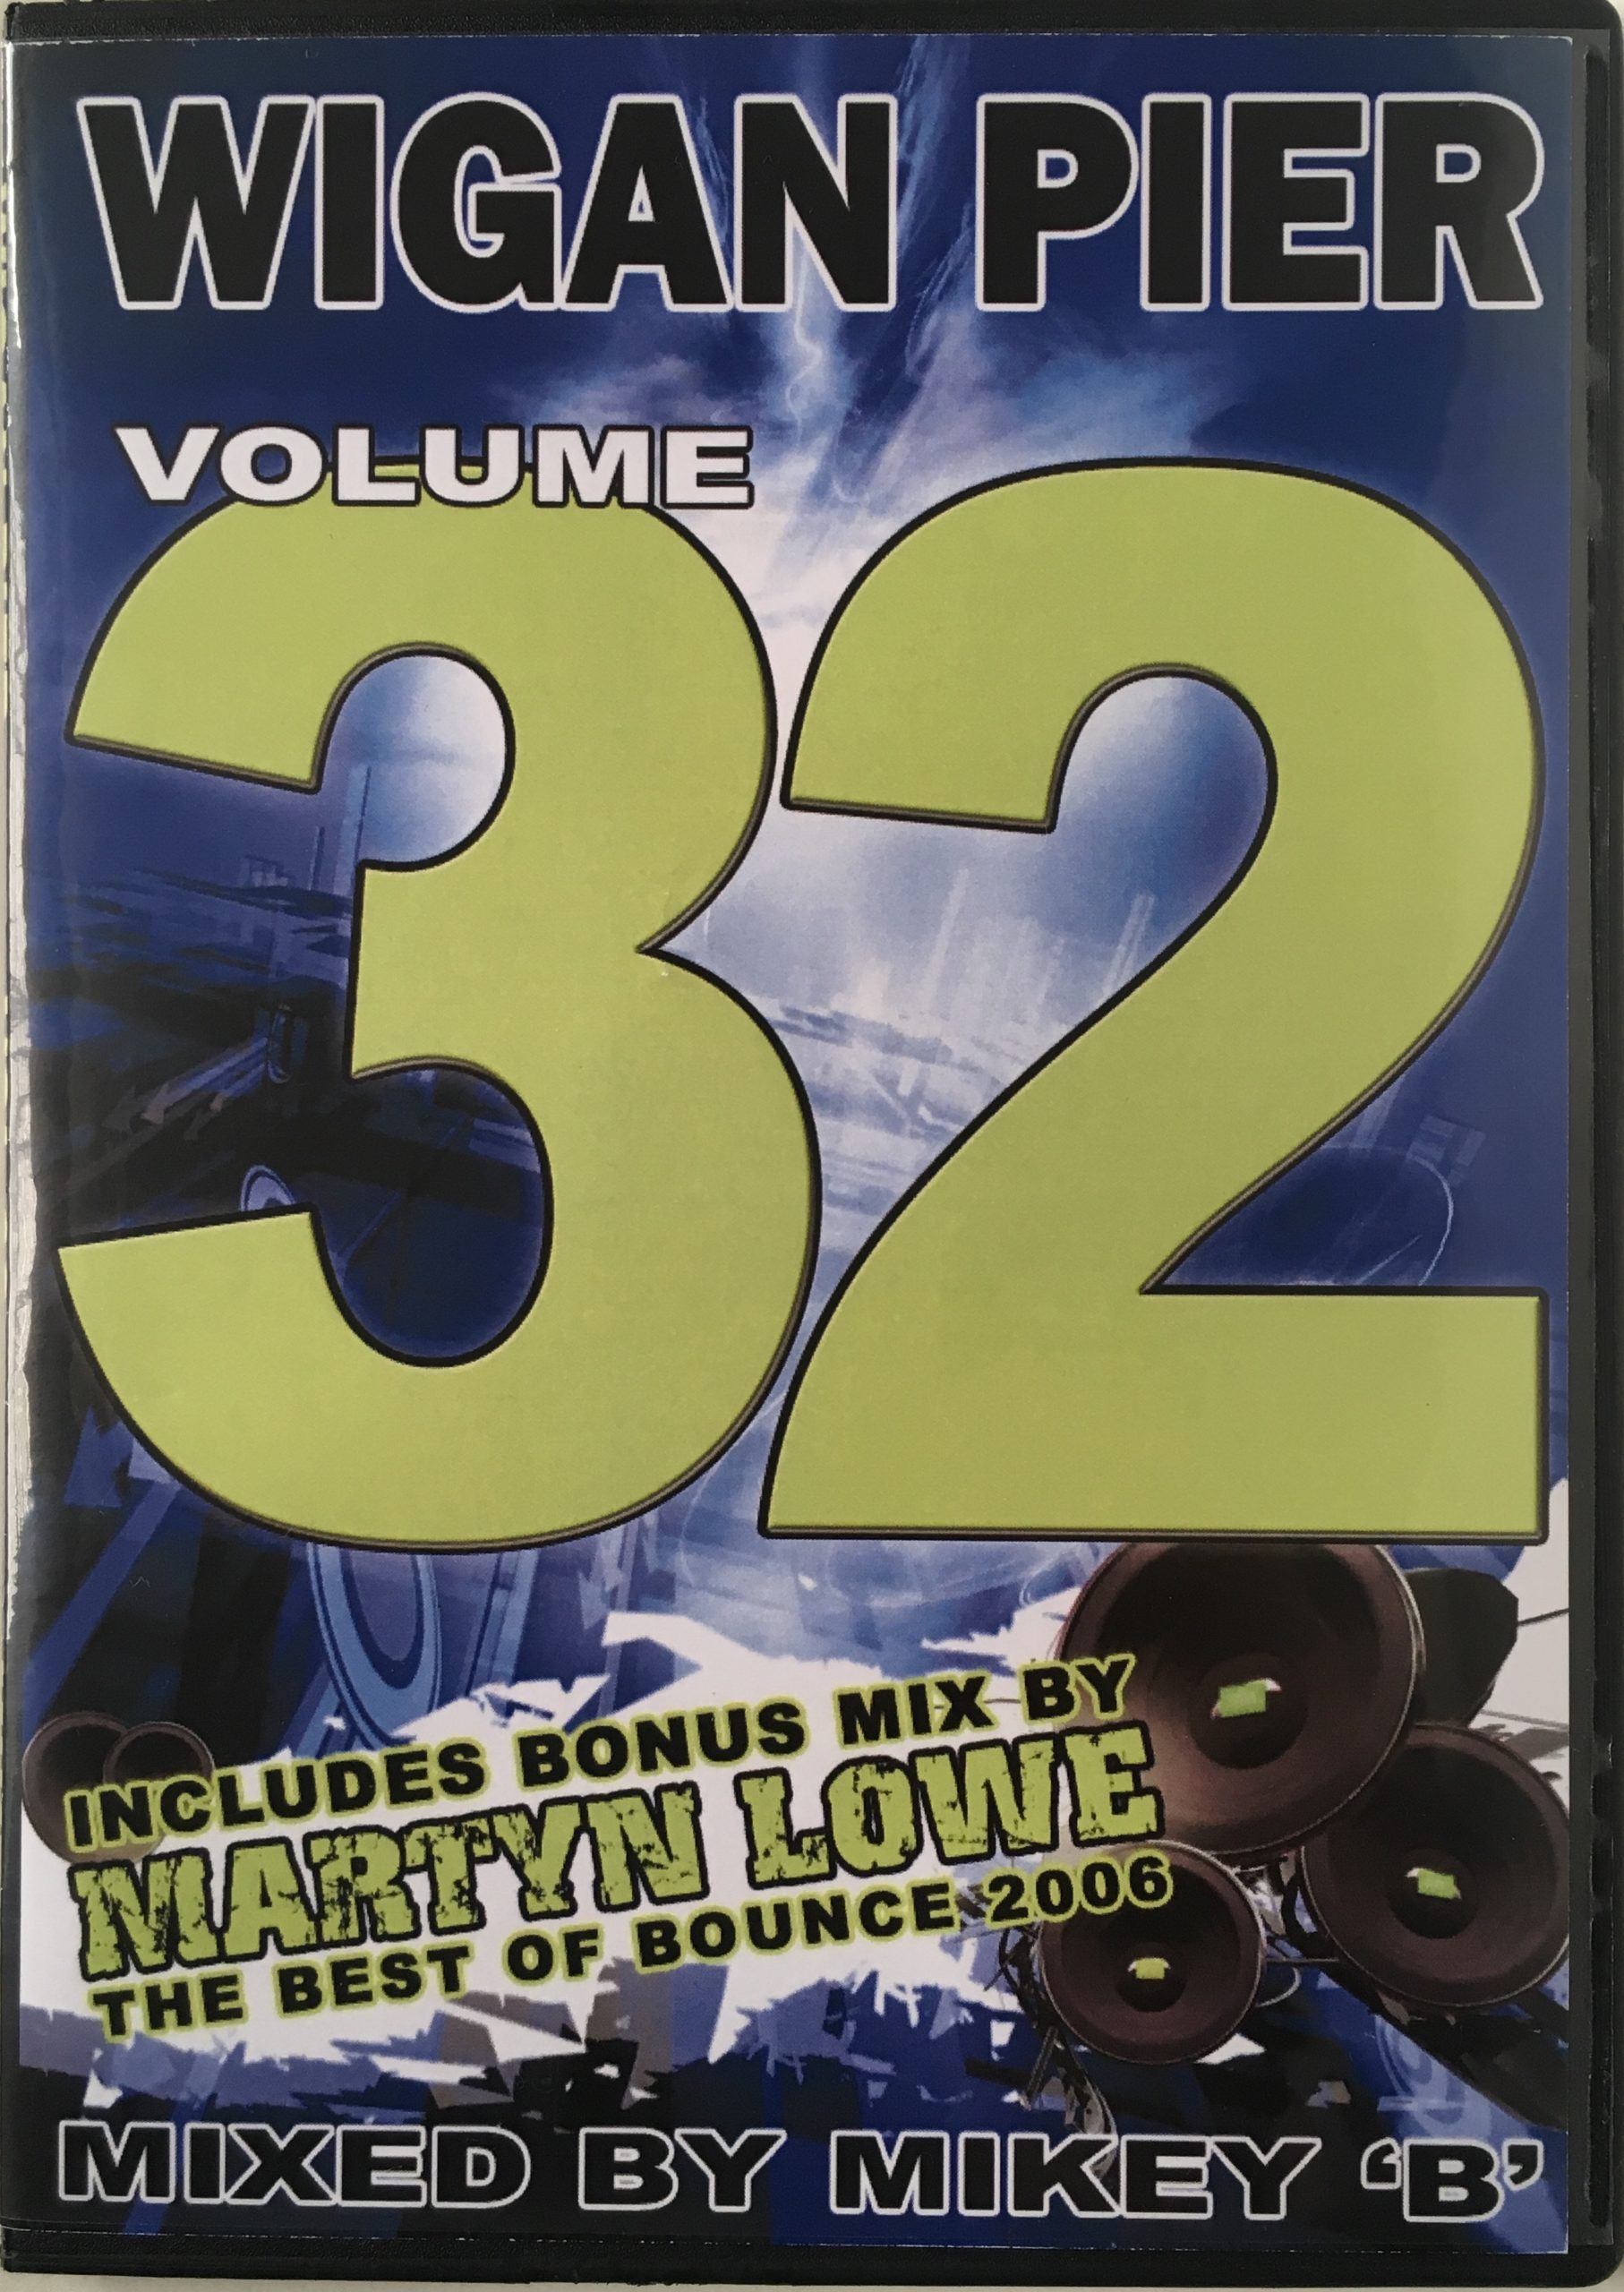 WIGAN PIER
VOLUME
32
INCLUDES BONUS MIX BY
MARTYN LOWE
THE BEST OF BOUNCE 2006
MIXED BY MIKEY ‘B’